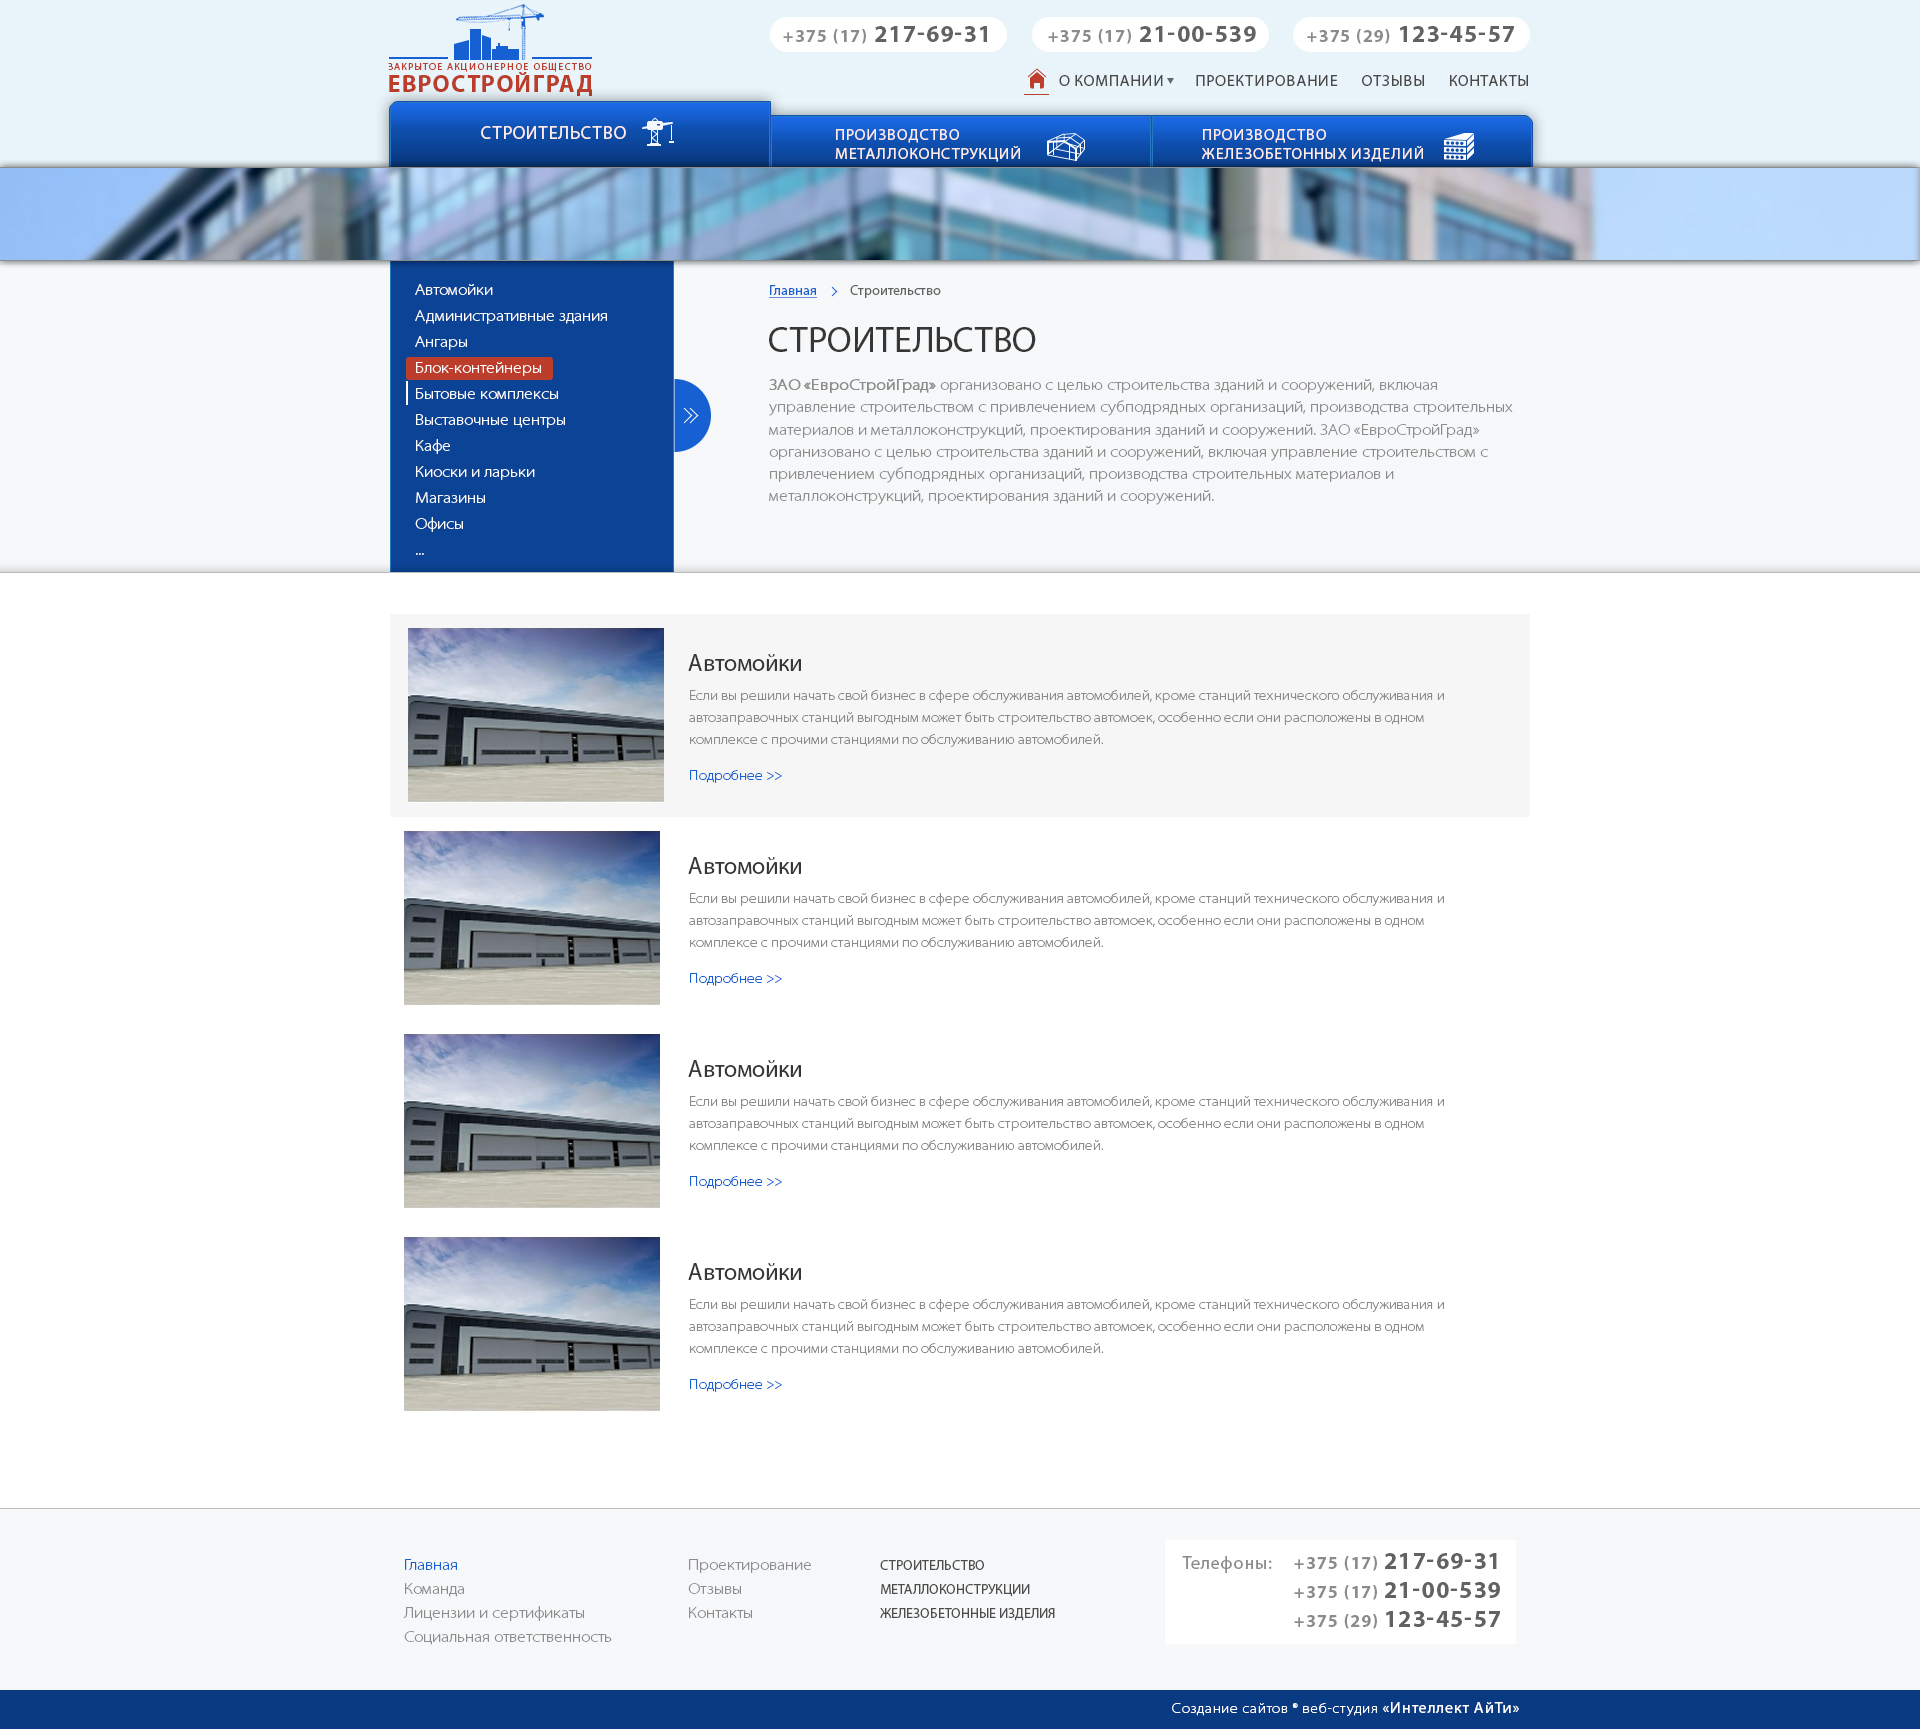 ЗАКРЫТОЕ АКЦИОНЕРНОЕ ОБЩЕСТВО
ЕВРОСТРОЙГРАД
+375 (17) 217-69-31
+375 (17) 21-00-539
+375 (29) 123-45-57
О КОМПАНИИ
ПРОЕКТИРОВАНИЕ
ОТЗЫВЫ
КОНТАКТЫ
СТРОИТЕЛЬСТВО
ПРОИЗВОДСТВО
МЕТАЛЛОКОНСТРУКЦИЙ
ПРОИЗВОДСТВО
ЖЕЛЕЗОБЕТОННЫХ ИЗДЕЛИЙ
Автомойки
Административные здания
Ангары
Блок-контейнеры
Бытовые комплексы
Выставочные центры
Кафе
Киоски и ларьки
Магазины
Офисы
...
Главная > Строительство
СТРОИТЕЛЬСТВО
ЗАО «ЕвроСтройГрад» организовано с целью строительства зданий и сооружений, включая
управление строительством с привлечением субподрядных организаций, производства строительных
материалов и металлоконструкций, проектирования зданий и сооружений. ЗАО «ЕвроСтройГрад»
организовано с целью строительства зданий и сооружений, включая управление строительством с
привлечением субподрядных организаций, производства строительных материалов и
металлоконструкций, проектирования зданий и сооружений.
Автомойки
Если вы решили начать свой бизнес в сфере обслуживания автомобилей, кроме станций технического обслуживания и
автозаправочных станций выгодным может быть строительство автомоек, особенно если они расположены в одном
комплексе с прочими станциями по обслуживанию автомобилей.
Подробнее >>
Автомойки
Если вы решили начать свой бизнес в сфере обслуживания автомобилей, кроме станций технического обслуживания и
автозаправочных станций выгодным может быть строительство автомоек, особенно если они расположены в одном
комплексе с прочими станциями по обслуживанию автомобилей.
Подробнее >>
Автомойки
Если вы решили начать свой бизнес в сфере обслуживания автомобилей, кроме станций технического обслуживания и
автозаправочных станций выгодным может быть строительство автомоек, особенно если они расположены в одном
комплексе с прочими станциями по обслуживанию автомобилей.
Подробнее >>
Автомойки
Если вы решили начать свой бизнес в сфере обслуживания автомобилей, кроме станций технического обслуживания и
автозаправочных станций выгодным может быть строительство автомоек, особенно если они расположены в одном
комплексе с прочими станциями по обслуживанию автомобилей.
Подробнее >>
Главная
Команда
Лицензии и сертификаты
Социальная ответственность
Проектирование
Отзывы
Контакты
СТРОИТЕЛЬСТВО
МЕТАЛЛОКОНСТРУКЦИИ
ЖЕЛЕЗОБЕТОННЫЕ ИЗДЕЛИЯ
Телефоны: +375 (17) 217-69-31
+375 (17) 21-00-539
+375 (29) 123-45-57
Создание сайтов ® веб-студия «Интеллект АйТи»